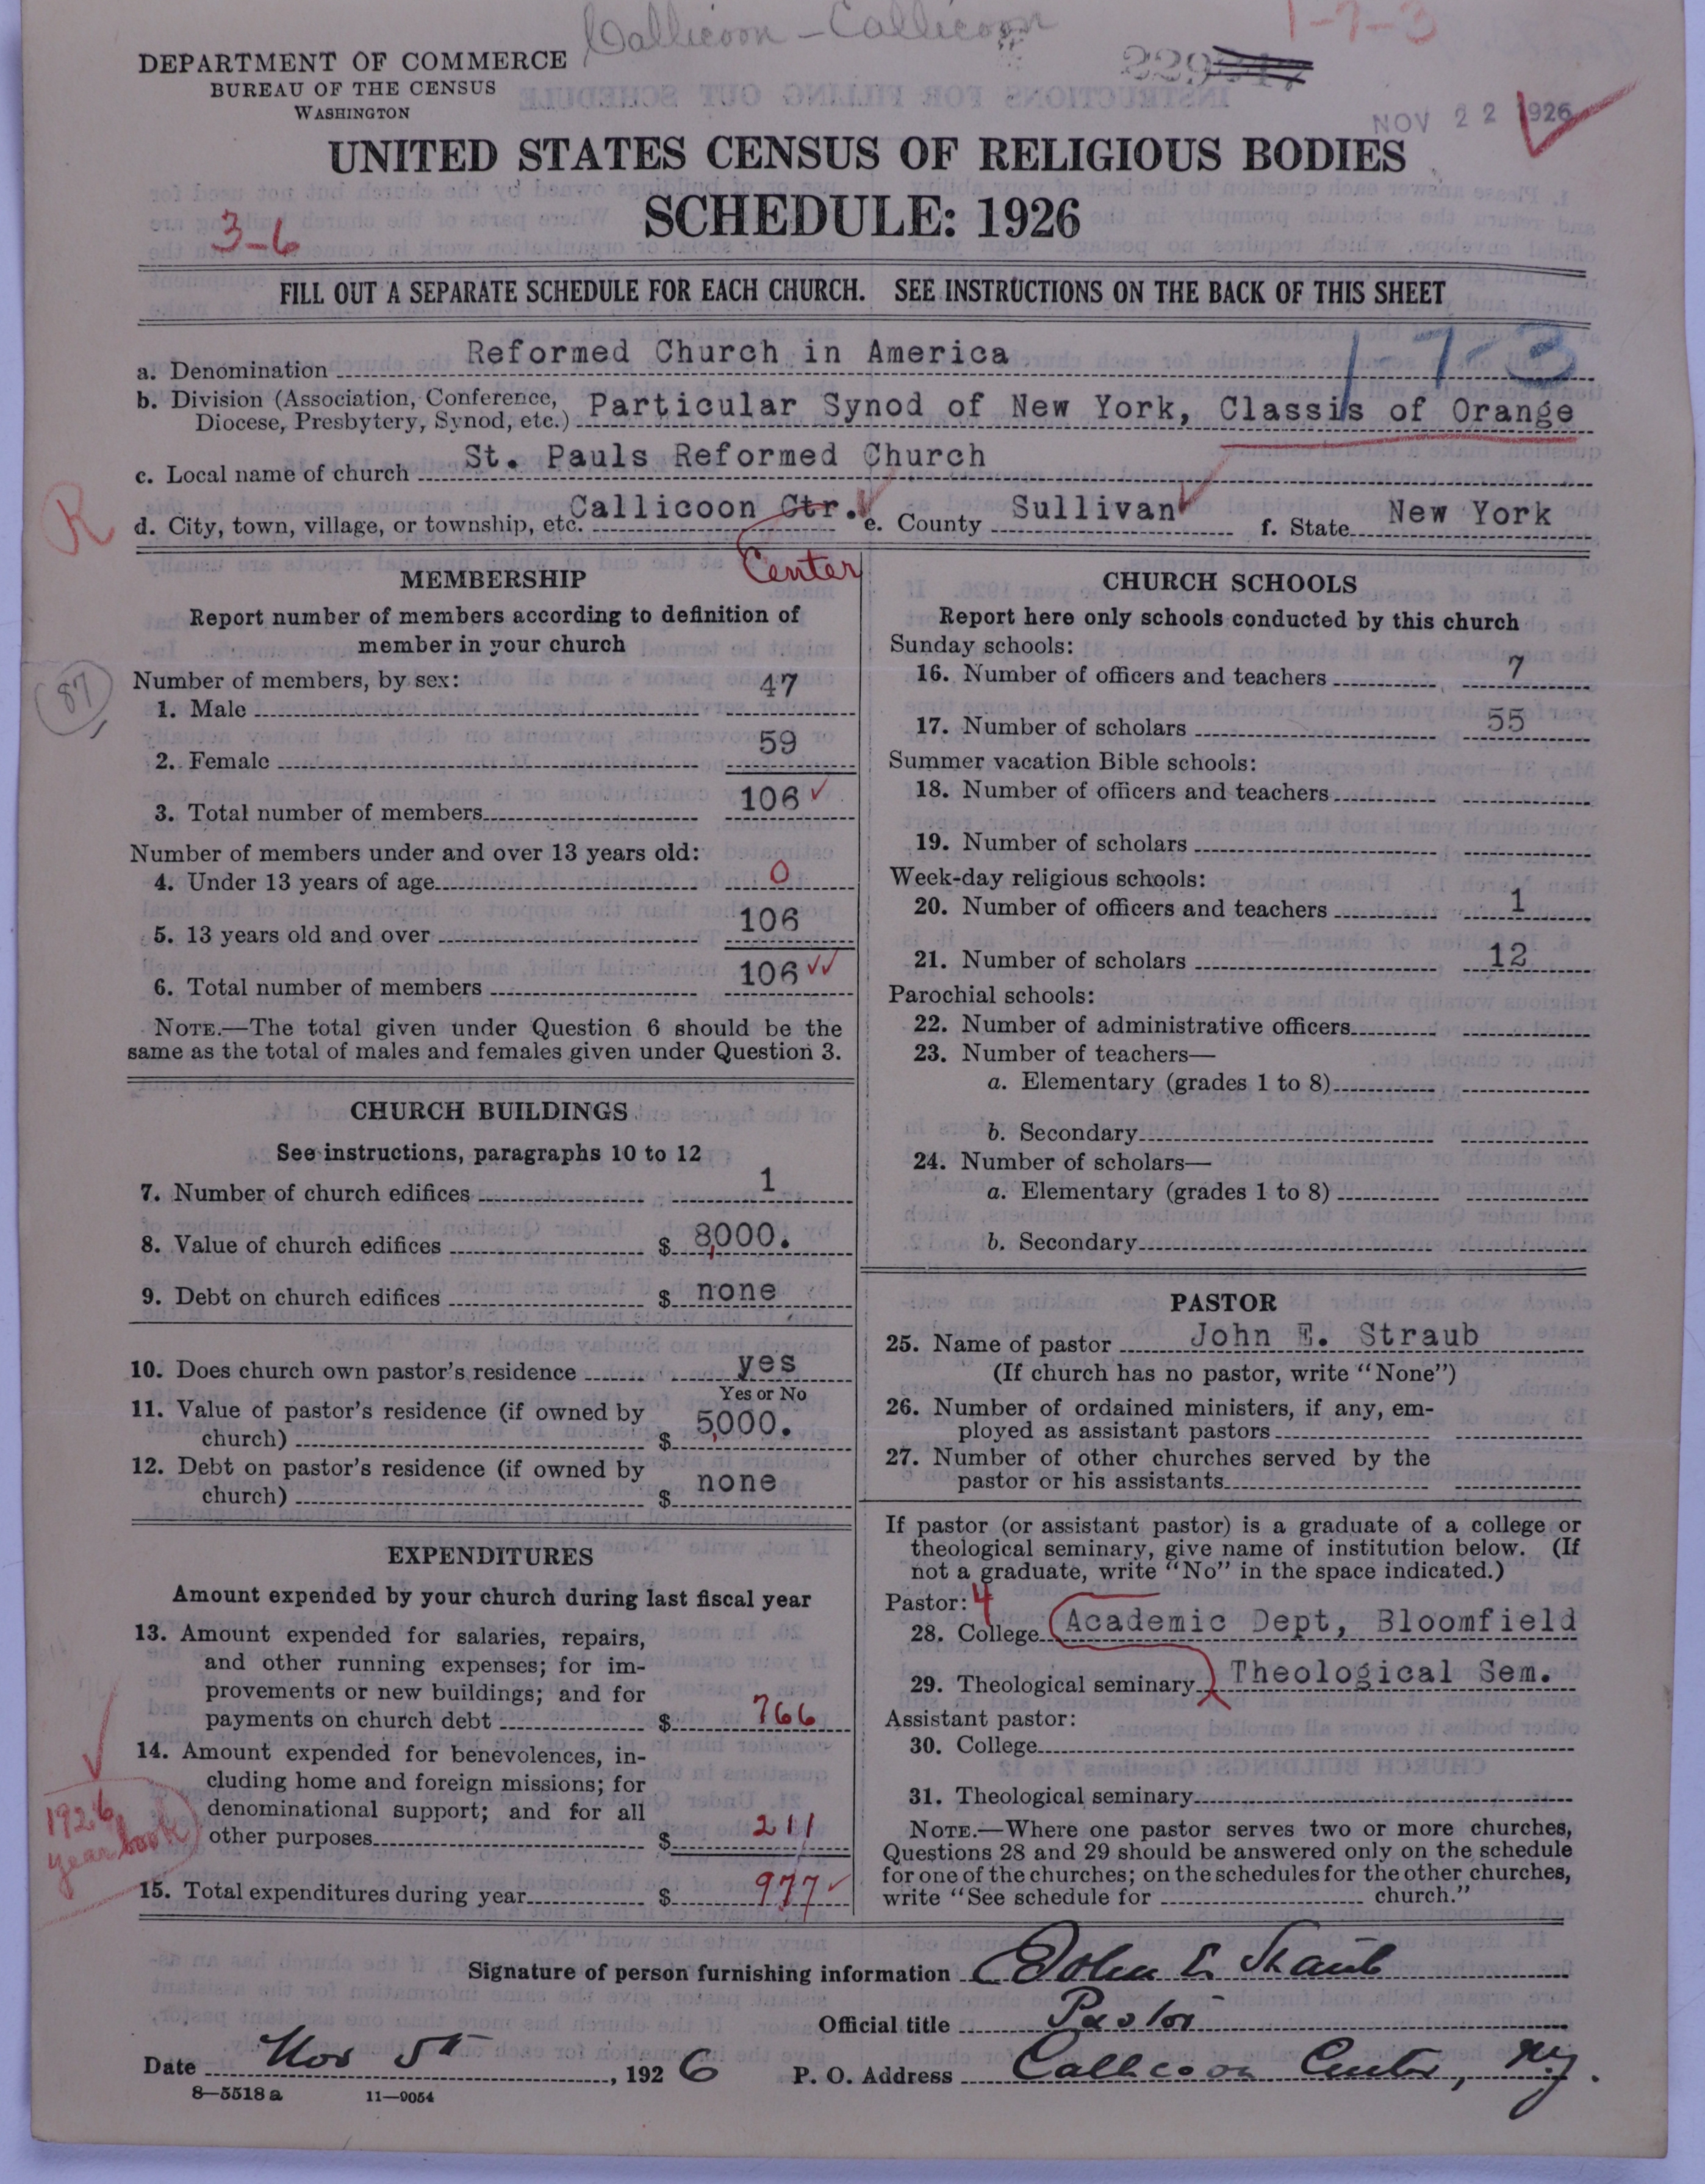 Callicoon - Callicoon
1-7-3
DEPARTMENT OF COMMERCE
BUREAU OF THE CENSUS
WASHINGTON
229
NOV 22 1926
UNITED STATES CENSUS OF RELIGIOUS BODIES
SCHEDULE: 1926
3-6
FILL OUT A SEPARATE SCHEDULE FOR EACH CHURCH. SEE INSTRUCTIONS ON THE BACK OF THIS SHEET
1-7-3
a. Denomination Reformed Church in America
b. Division (Association, Conference, Diocese, Presbytery, Synod, etc.) Particular Synod of New York, Classis of Orange
c. Local name of church St. Pauls Reformed Church
R
d. City, town, village, or township, etc. Callicoon Ctr. e. County Sullivan f. State New York
Center
MEMBERSHIP
Report number of members according to definition of
member in your church
87
Number of members, by sex:
1. Male 47
2. Female 59
3. Total number of members 106
Number of members under and over 13 years old:
4. Under 13 years of age 0
5. 13 years old and over 106
6. Total number of members 106
NOTE.—The total given under Question 6 should be the
same as the total of males and females given under Question 3.
CHURCH BUILDINGS
See instructions, paragraphs 10 to 12
7. Number of church edifices 1
8. Value of church edifices $ 8,000.
9. Debt on church edifices $ none
10. Does church own pastor's residence yes
Yes or No
11. Value of pastor's residence (if owned by
church) $ 5,000.
12. Debt on pastor's residence (if owned by
church) $ none
EXPENDITURES
Amount expended by your church during last fiscal year
13. Amount expended for salaries, repairs,
and other running expenses; for im-
provements or new buildings; and for
payments on church debt $ 766
14. Amount expended for benevolences, in-
cluding home and foreign missions; for
denominational support; and for all
other purposes $ 211
1926
year book
15. Total expenditures during year $ 977
CHURCH SCHOOLS
Report here only schools conducted by this church
Sunday schools:
16. Number of officers and teachers 7
17. Number of scholars 55
Summer vacation Bible schools:
18. Number of officers and teachers
19. Number of scholars
Week-day religious schools:
20. Number of officers and teachers 1
21. Number of scholars 12
Parochial schools:
22. Number of administrative officers
23. Number of teachers—
a. Elementary (grades 1 to 8)
b. Secondary
24. Number of scholars—
a. Elementary (grades 1 to 8)
b. Secondary
PASTOR
25. Name of pastor John E. Straub
(If church has no pastor, write "None")
26. Number of ordained ministers, if any, em-
ployed as assistant pastors
27. Number of other churches served by the
pastor or his assistants
If pastor (or assistant pastor) is a graduate of a college or
theological seminary, give name of institution below. (If
not a graduate, write "No" in the space indicated.)
Pastor: 4
28. College Academic Dept, Bloomfield
29. Theological seminary Theological Sem.
Assistant pastor:
30. College
31. Theological seminary
NOTE.—Where one pastor serves two or more churches,
Questions 28 and 29 should be answered only on the schedule
for one of the churches; on the schedules for the other churches,
write "See schedule for church."
Signature of person furnishing information John E. Straub
Official title Pastor
Date Nov 5th, 1926 P. O. Address Callicoon Center, Ny.
8—5518 a 11—9054